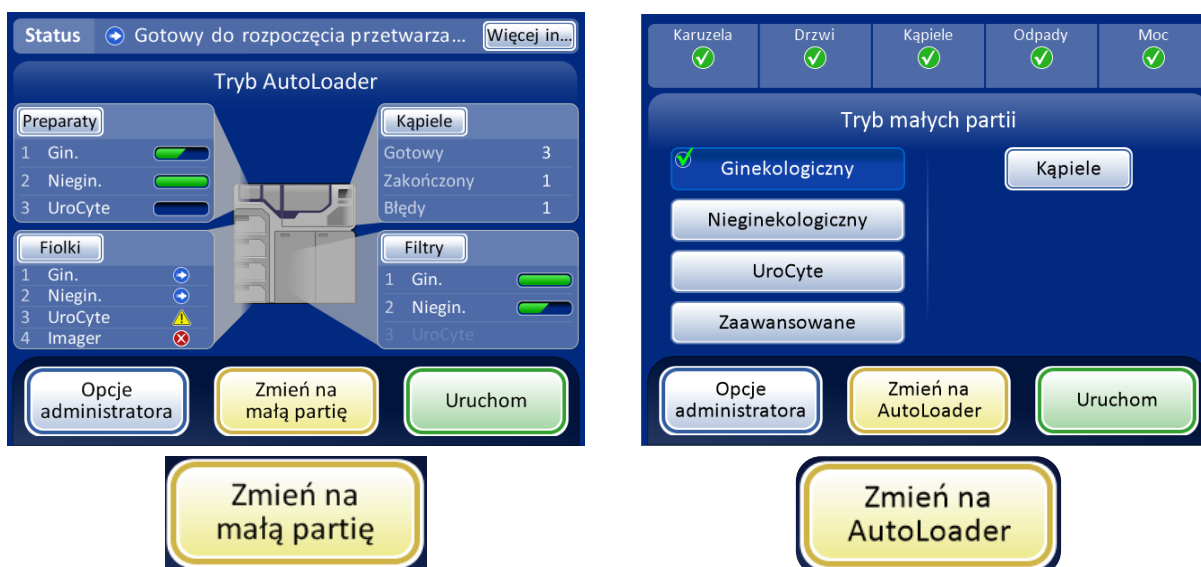 Status Gotowy do rozpoczęcia przetwarza... Więcej in...
Tryb AutoLoader
Preparaty
1 Gin.
2 Niegin.
3 UroCyte
Kąpiele
Gotowy 3
Zakończony 1
Błędy 1
Fiolki
1 Gin.
2 Niegin.
3 UroCyte
4 Imager
Filtry
1 Gin.
2 Niegin.
3 UroCyte
Opcje
administratora
Zmień na
małą partię
Uruchom
Zmień na
małą partię
Karuzela Drzwi Kąpiele Odpady Moc
Tryb małych partii
Ginekologiczny
Nieginekologiczny
UroCyte
Zaawansowane
Kąpiele
Opcje
administratora
Zmień na
AutoLoader
Uruchom
Zmień na
AutoLoader